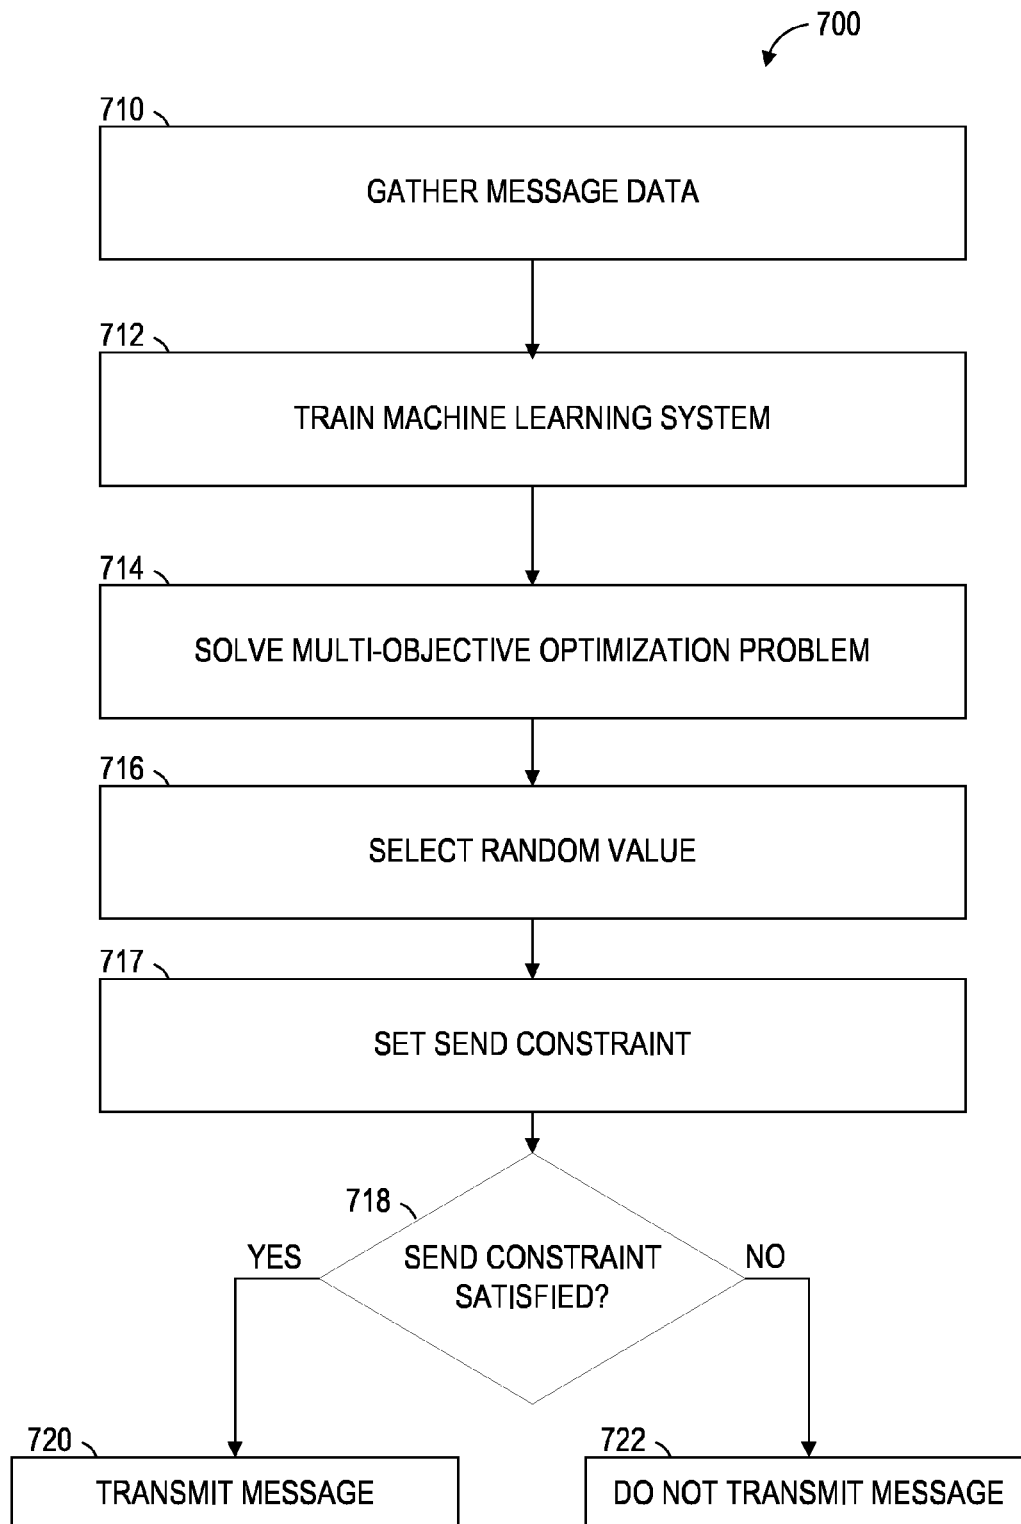 700
710
GATHER MESSAGE DATA
712
TRAIN MACHINE LEARNING SYSTEM
714
SOLVE MULTI-OBJECTIVE OPTIMIZATION PROBLEM
716
SELECT RANDOM VALUE
717
SET SEND CONSTRAINT
718
YES
SEND CONSTRAINT
SATISFIED?
NO
720
TRANSMIT MESSAGE
722
DO NOT TRANSMIT MESSAGE